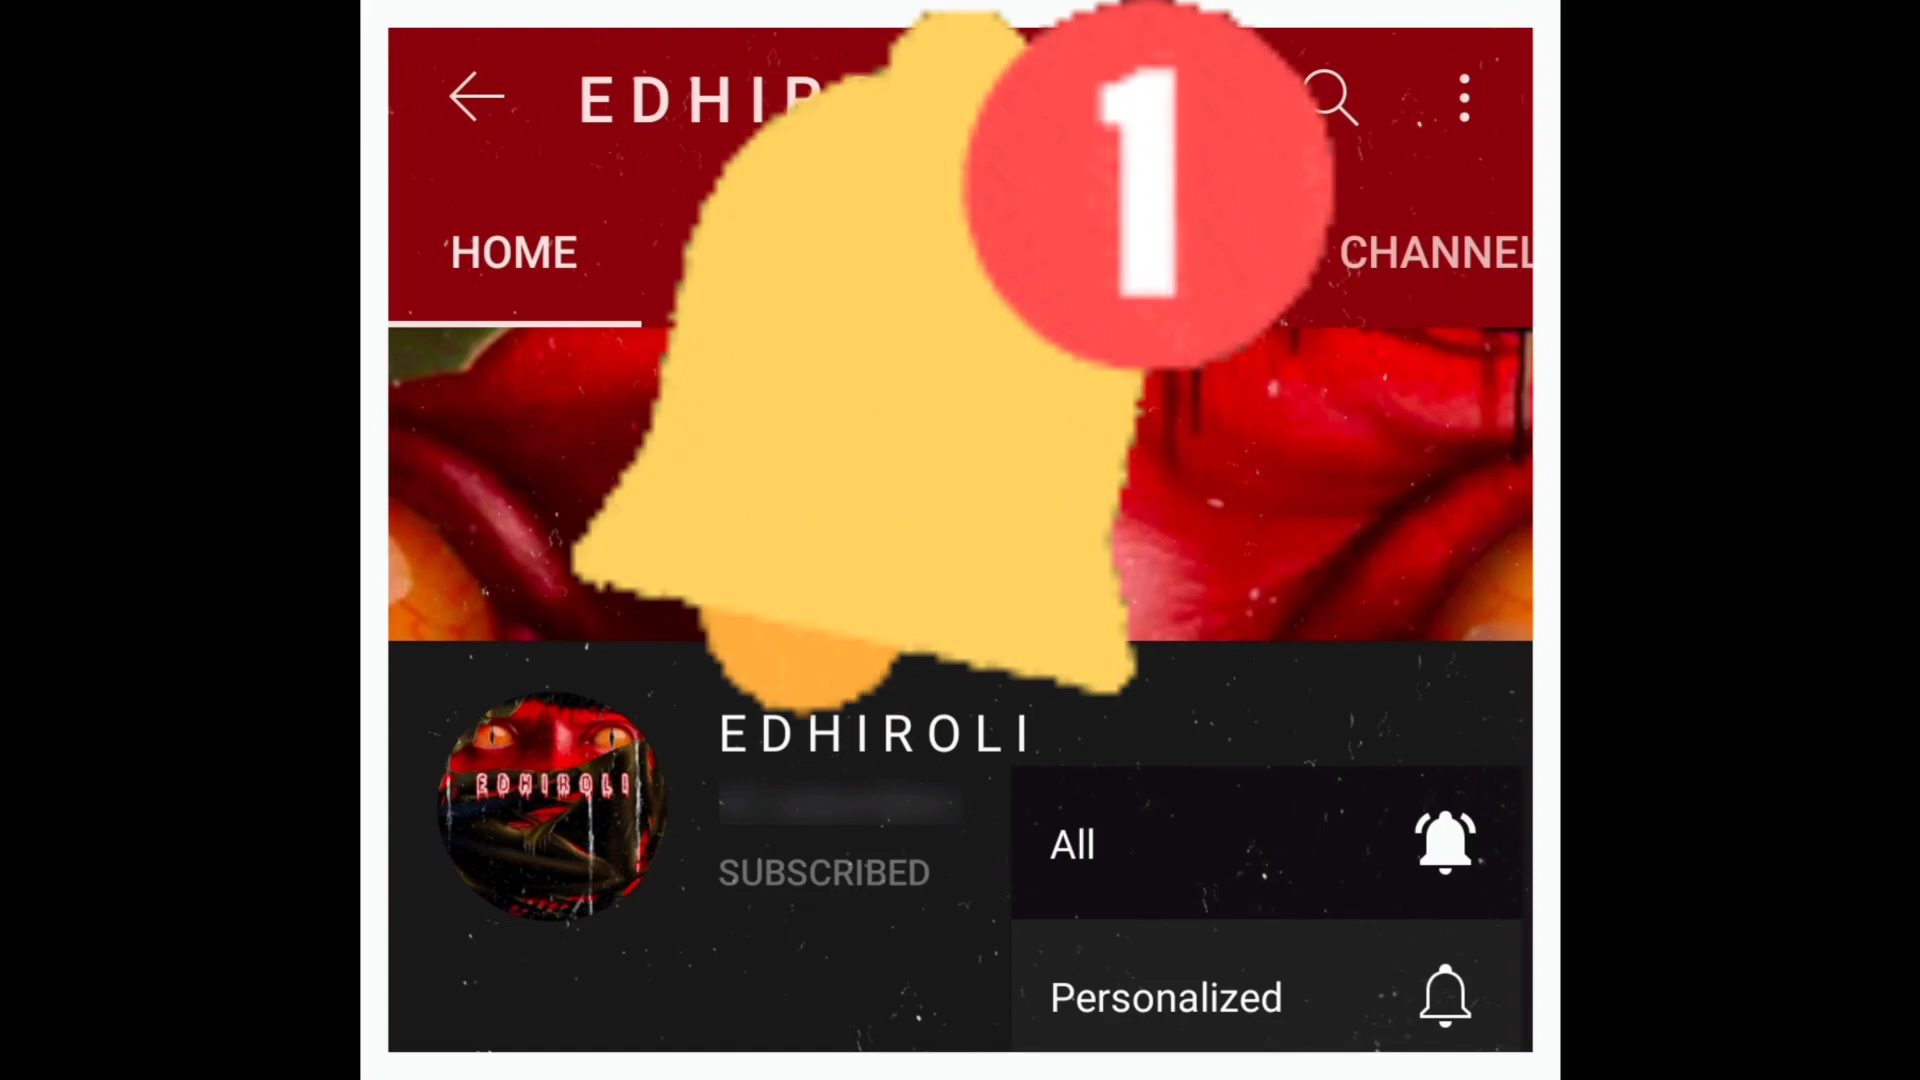 EDHIR
1
HOME
CHANNEL
EDHIROLI
EDHIROLI
SUBSCRIBED
All
Personalized